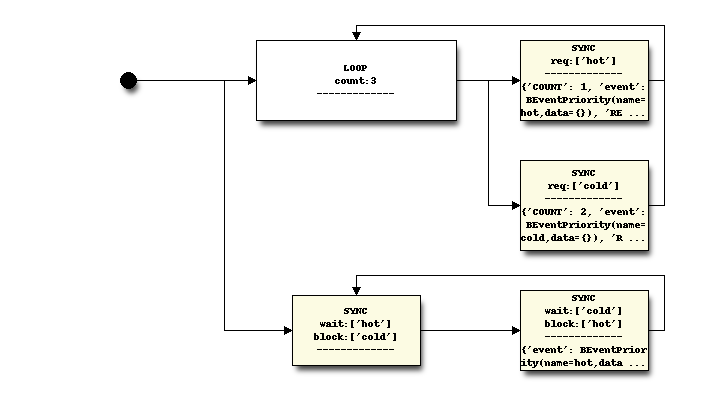 LOOP
count:3
-------------
SYNC
req:['hot']
-------------
{'COUNT': 1, 'event':
BEventPriority(name=
hot,data={}), 'RE ...
SYNC
req:['cold']
-------------
{'COUNT': 2, 'event':
BEventPriority(name=
cold,data={}), 'R ...
SYNC
wait:['hot']
block:['cold']
-------------
SYNC
wait:['cold']
block:['hot']
-------------
{'event': BEventPrior
ity(name=hot,data ...